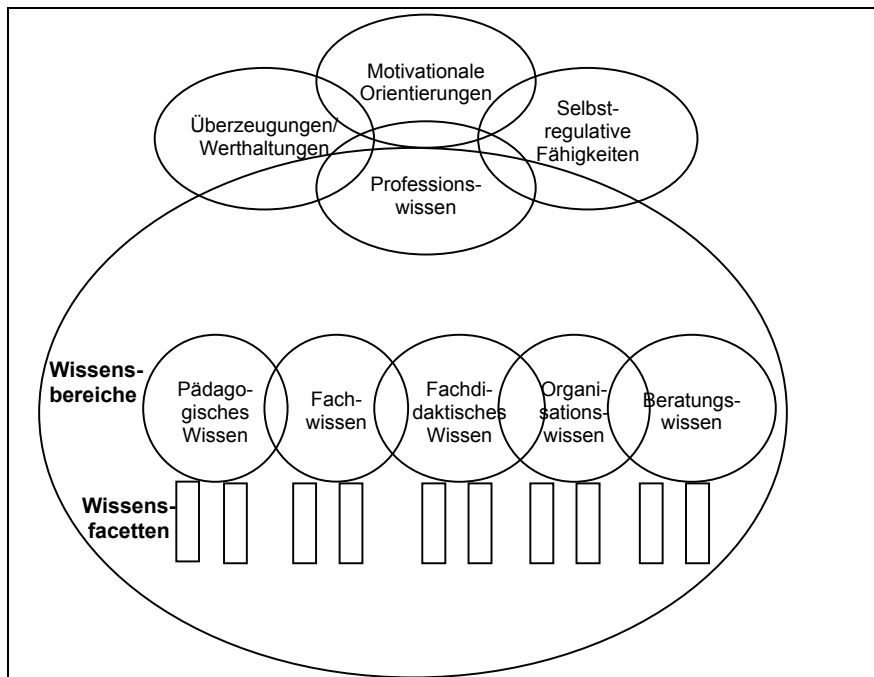 Motivationale
Orientierungen
Überzeugungen/
Werthaltungen
Selbst-
regulative
Fähigkeiten
Professions-
wissen
Wissens-
bereiche
Pädago-
gisches
Wissen
Fach-
wissen
Fachdi-
daktisches
Wissen
Organi-
sations-
wissen
Beratungs-
wissen
Wissens-
facetten